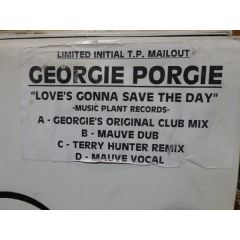 LIMITED INITIAL T.P. MAILOUT
GEORGIE PORGIE
"LOVE'S GONNA SAVE THE DAY"
-MUSIC PLANT RECORDS-
A - GEORGIE'S ORIGINAL CLUB MIX
B - MAUVE DUB
C - TERRY HUNTER REMIX
D - MAUVE VOCAL